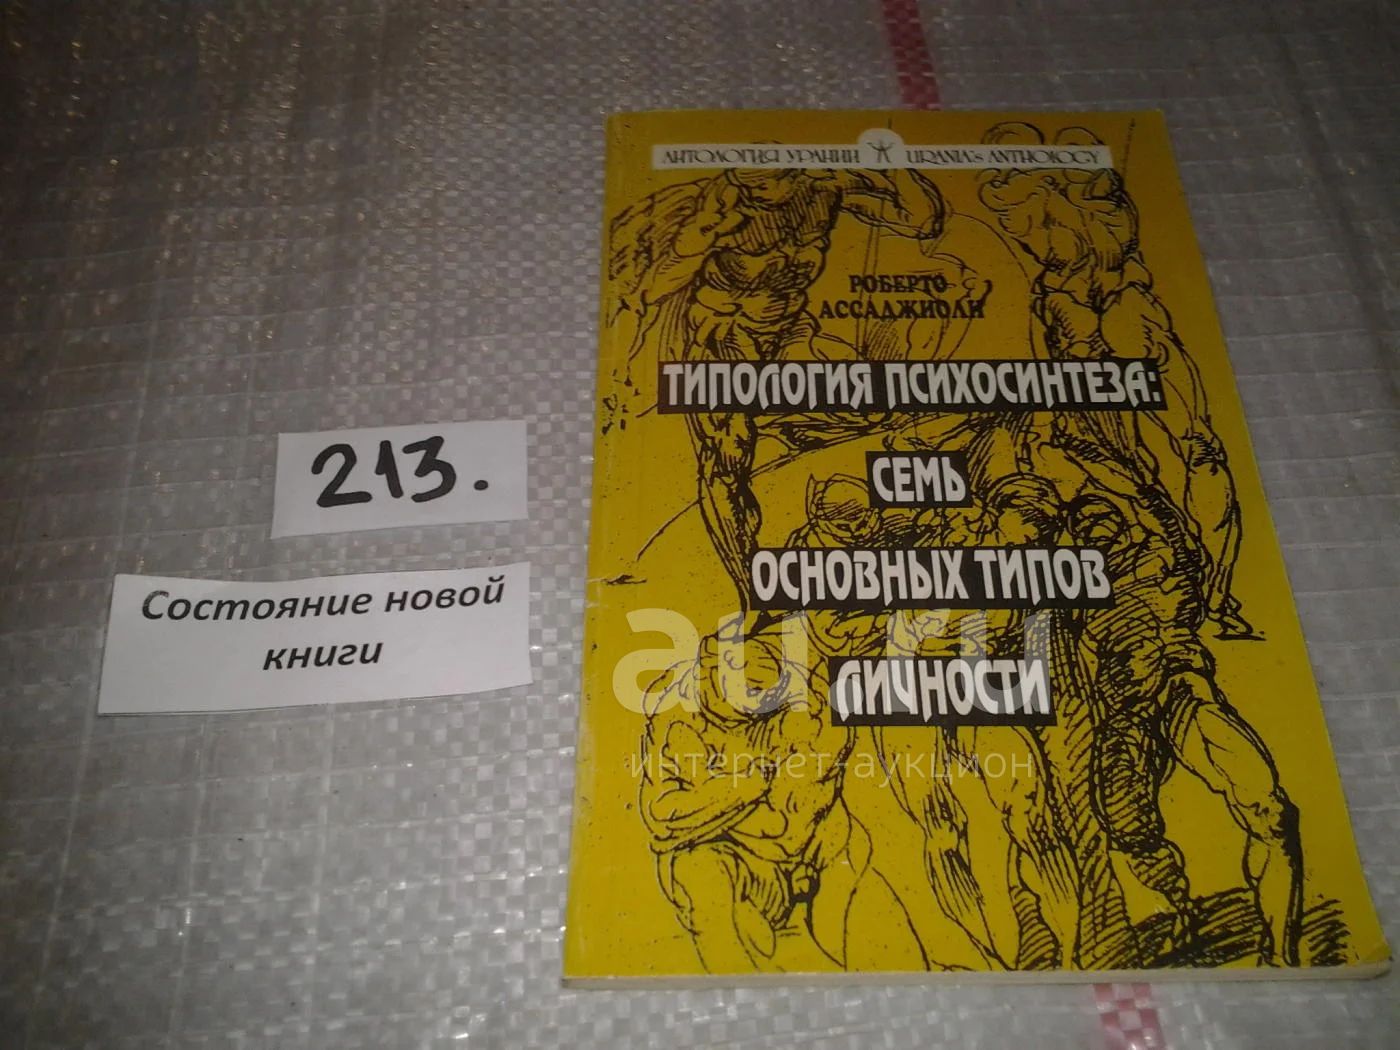 АНТОЛОГИЯ УРАНИИ URANIA's ANTHOLOGY
РОБЕРТО
АССАДЖИОЛИ
ТИПОЛОГИЯ ПСИХОСИНТЕЗА:
СЕМЬ
ОСНОВНЫХ ТИПОВ
ЛИЧНОСТИ
213.
Состояние новой
книги
au.ru
интернет-аукцион